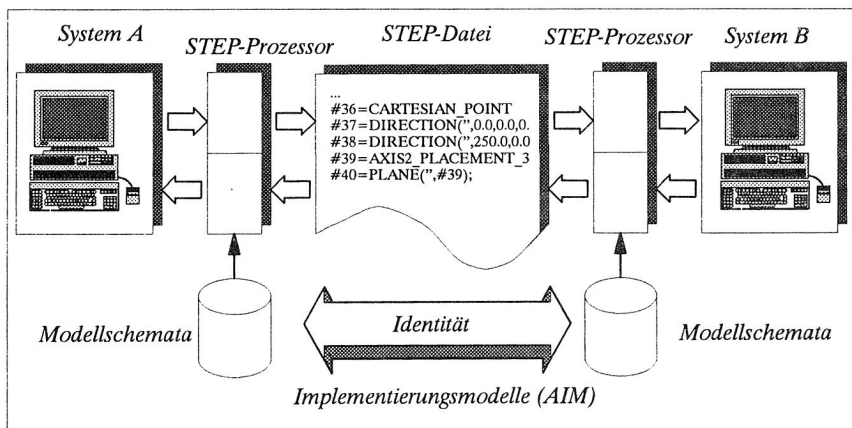 System A
STEP-Prozessor
STEP-Datei
STEP-Prozessor
System B
...
#36=CARTESIAN_POINT
#37=DIRECTION('',0.0,0.0,0.
#38=DIRECTION('',250.0,0.0
#39=AXIS2_PLACEMENT_3
#40=PLANE('',#39);
Modellschemata
Identität
Modellschemata
Implementierungsmodelle (AIM)